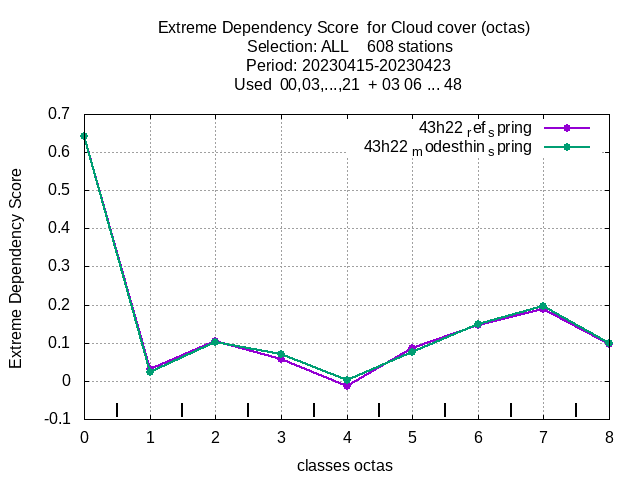 Extreme Dependency Score  for Cloud cover (octas)
Selection: ALL    608 stations
Period: 20230415-20230423
Used  00,03,...,21  + 03 06 ... 48
43h22 ref spring
43h22 modesthin spring
Extreme Dependency Score
0.7
0.6
0.5
0.4
0.3
0.2
0.1
0
-0.1
0 1 2 3 4 5 6 7 8
classes octas